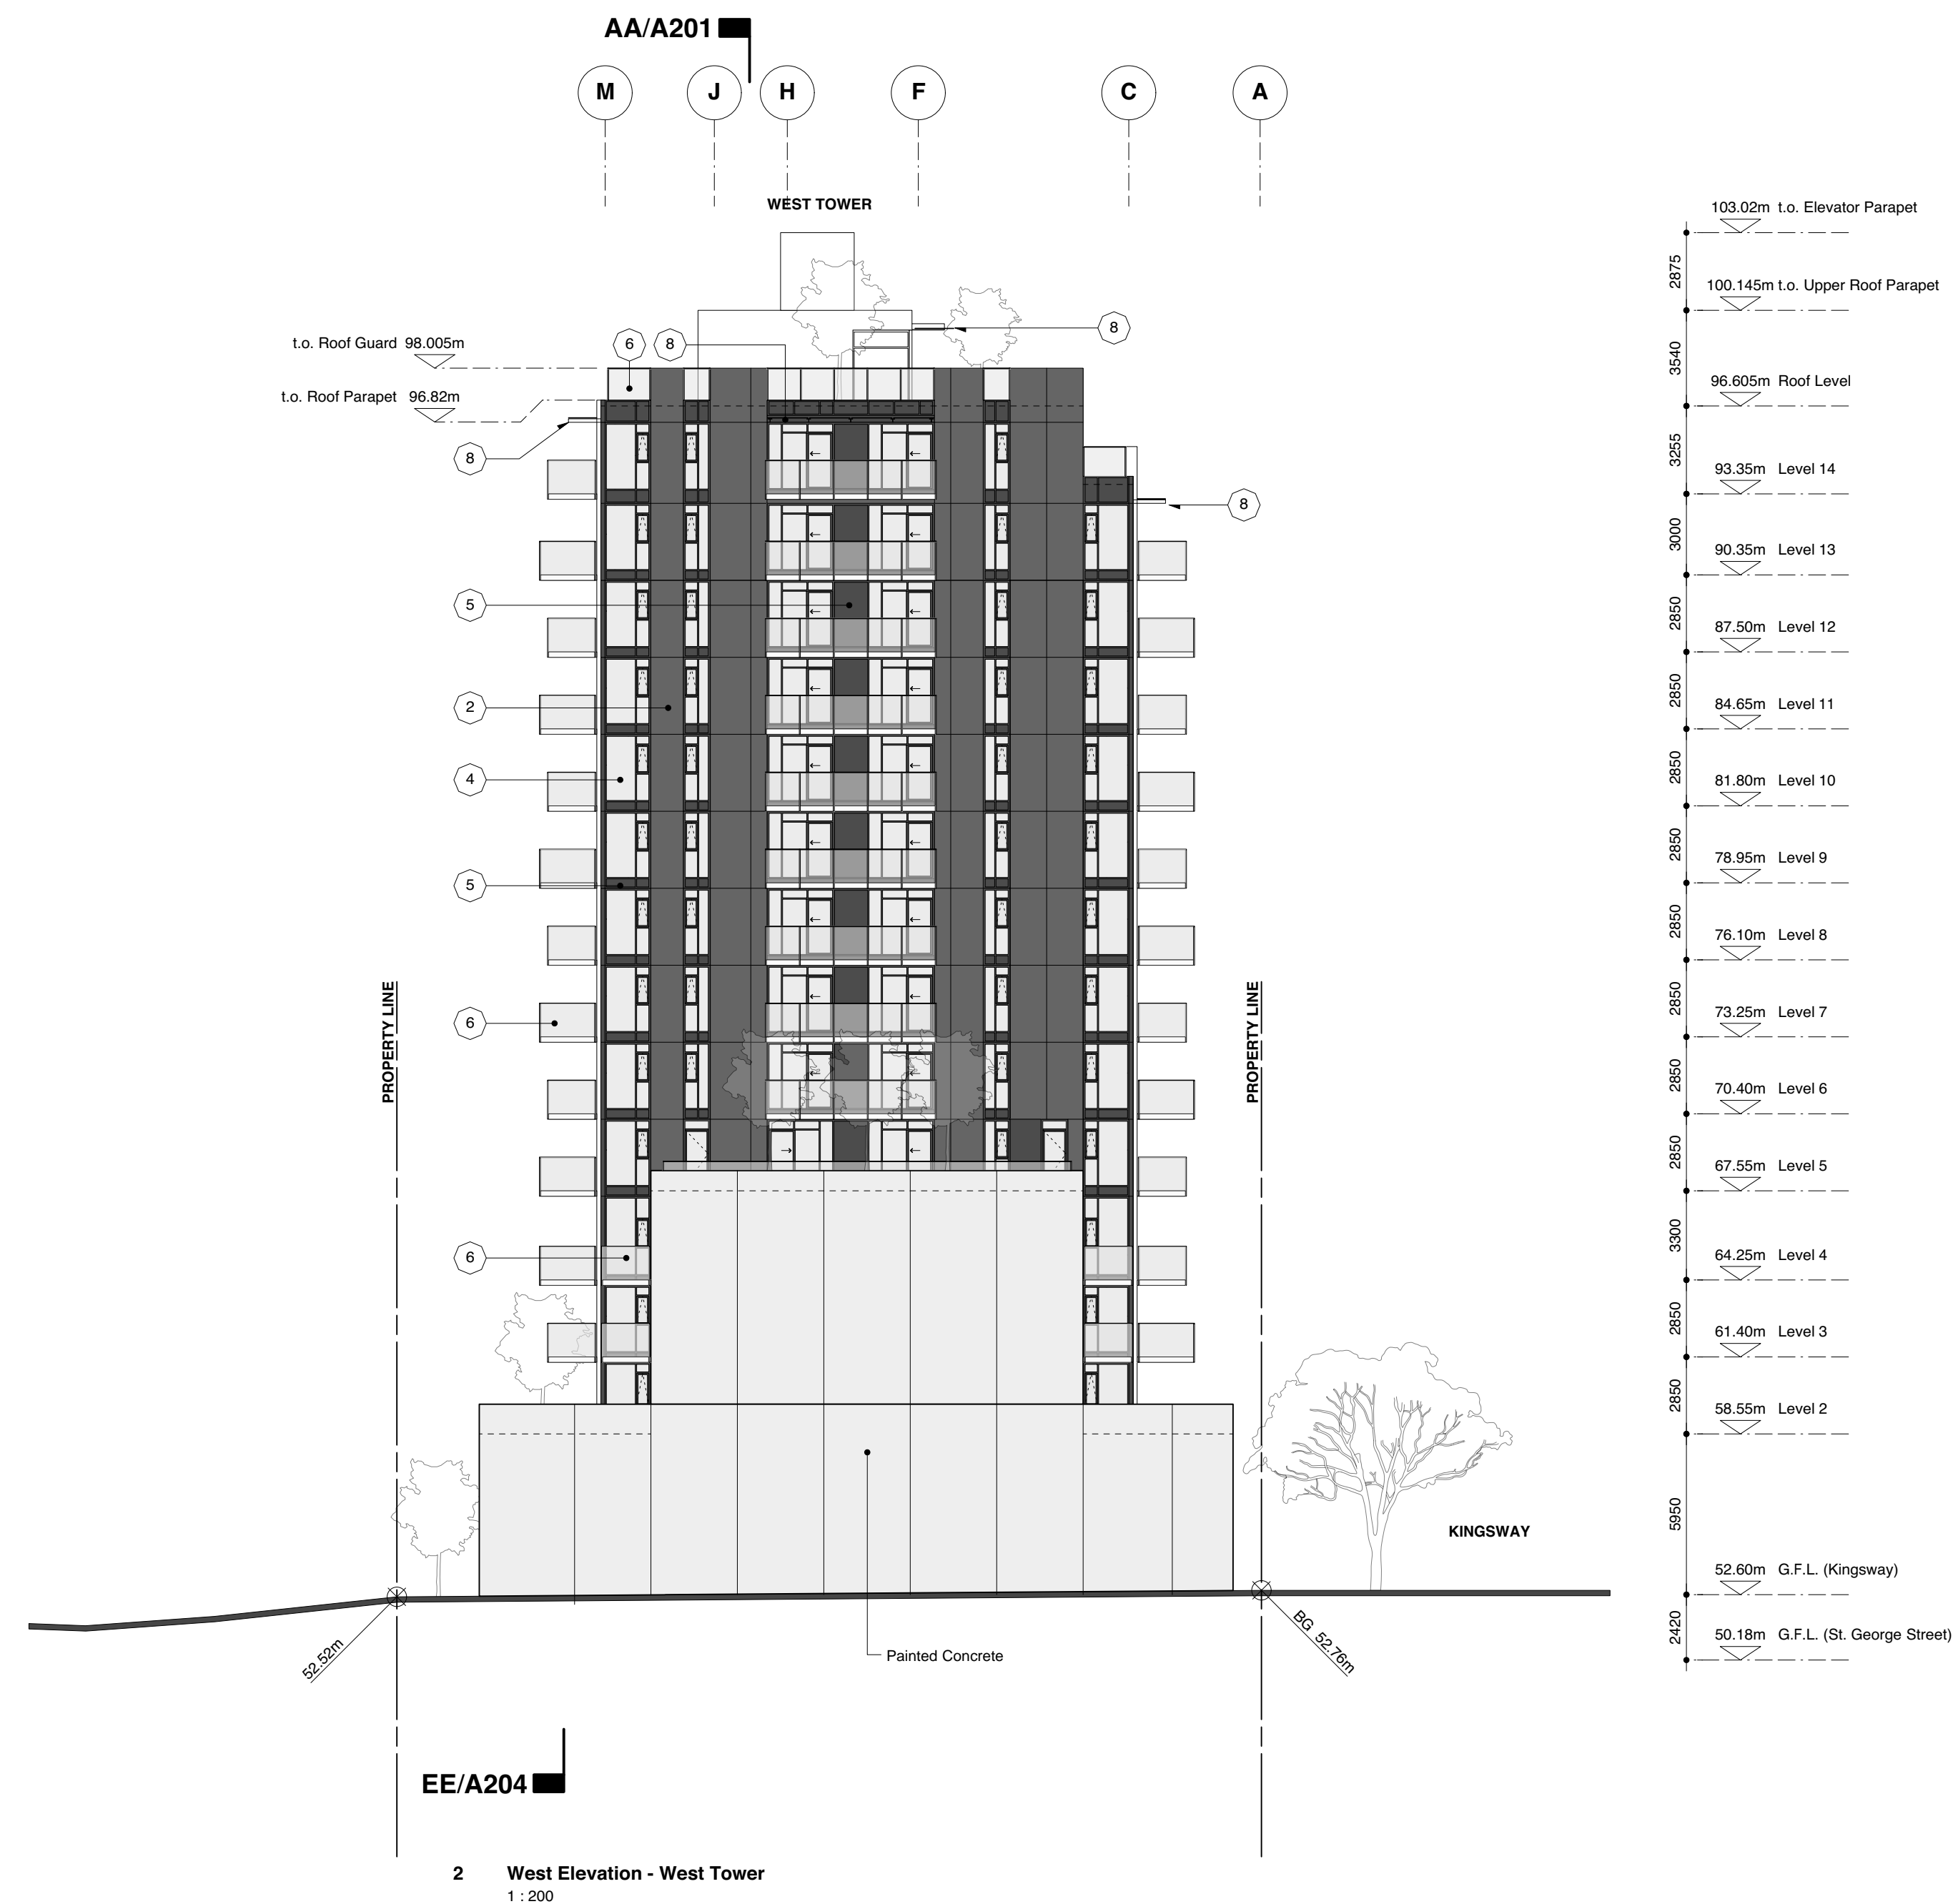 AA/A201
M J H F C A
WEST TOWER
103.02m t.o. Elevator Parapet
2875
100.145m t.o. Upper Roof Parapet
8
t.o. Roof Guard 98.005m
6 8
3540
t.o. Roof Parapet 96.82m
96.605m Roof Level
8
3255
93.35m Level 14
8
3000
90.35m Level 13
5
2850
87.50m Level 12
2
2850
84.65m Level 11
4
2850
81.80m Level 10
2850
78.95m Level 9
5
2850
76.10m Level 8
PROPERTY LINE
PROPERTY LINE
6
2850
73.25m Level 7
2850
70.40m Level 6
2850
67.55m Level 5
3300
6
64.25m Level 4
2850
61.40m Level 3
2850
58.55m Level 2
5950
KINGSWAY
52.60m G.F.L. (Kingsway)
2420
50.18m G.F.L. (St. George Street)
52.52m
BG 52.76m
Painted Concrete
EE/A204
2 West Elevation - West Tower
1 : 200